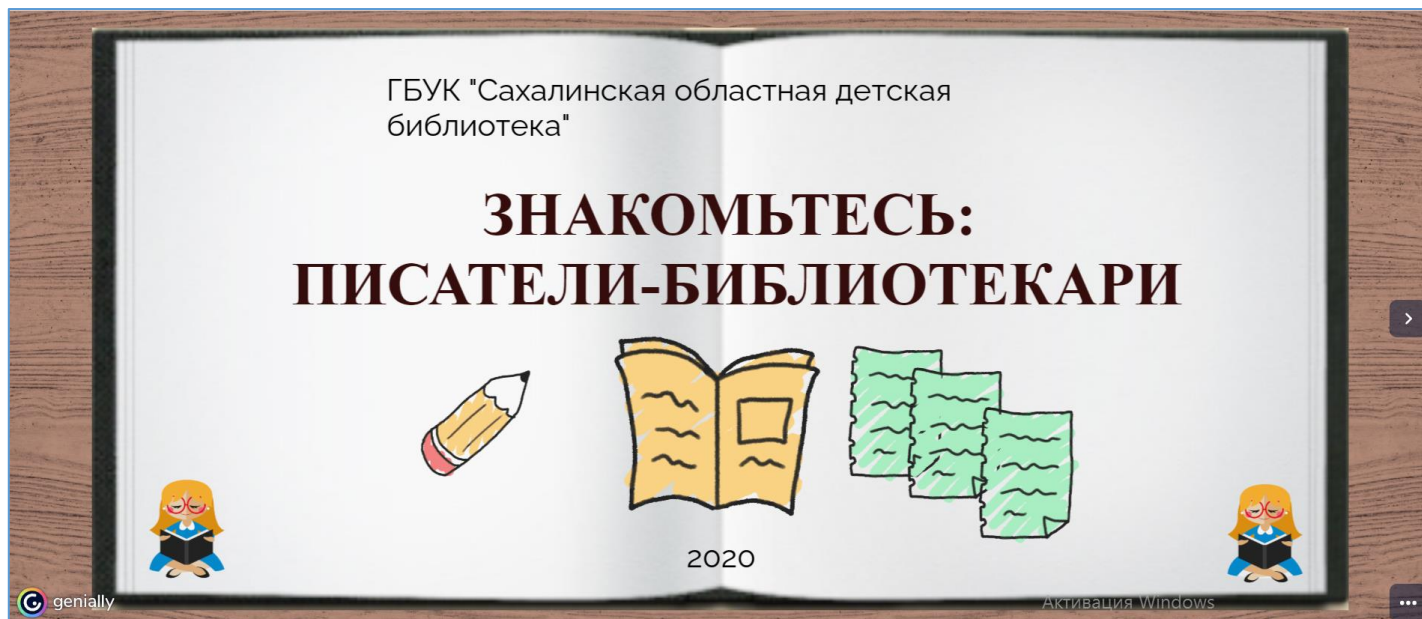 ГБУК "Сахалинская областная детская
библиотека"
ЗНАКОМЬТЕСЬ:
ПИСАТЕЛИ-БИБЛИОТЕКАРИ
2020
genially
Активация Windows